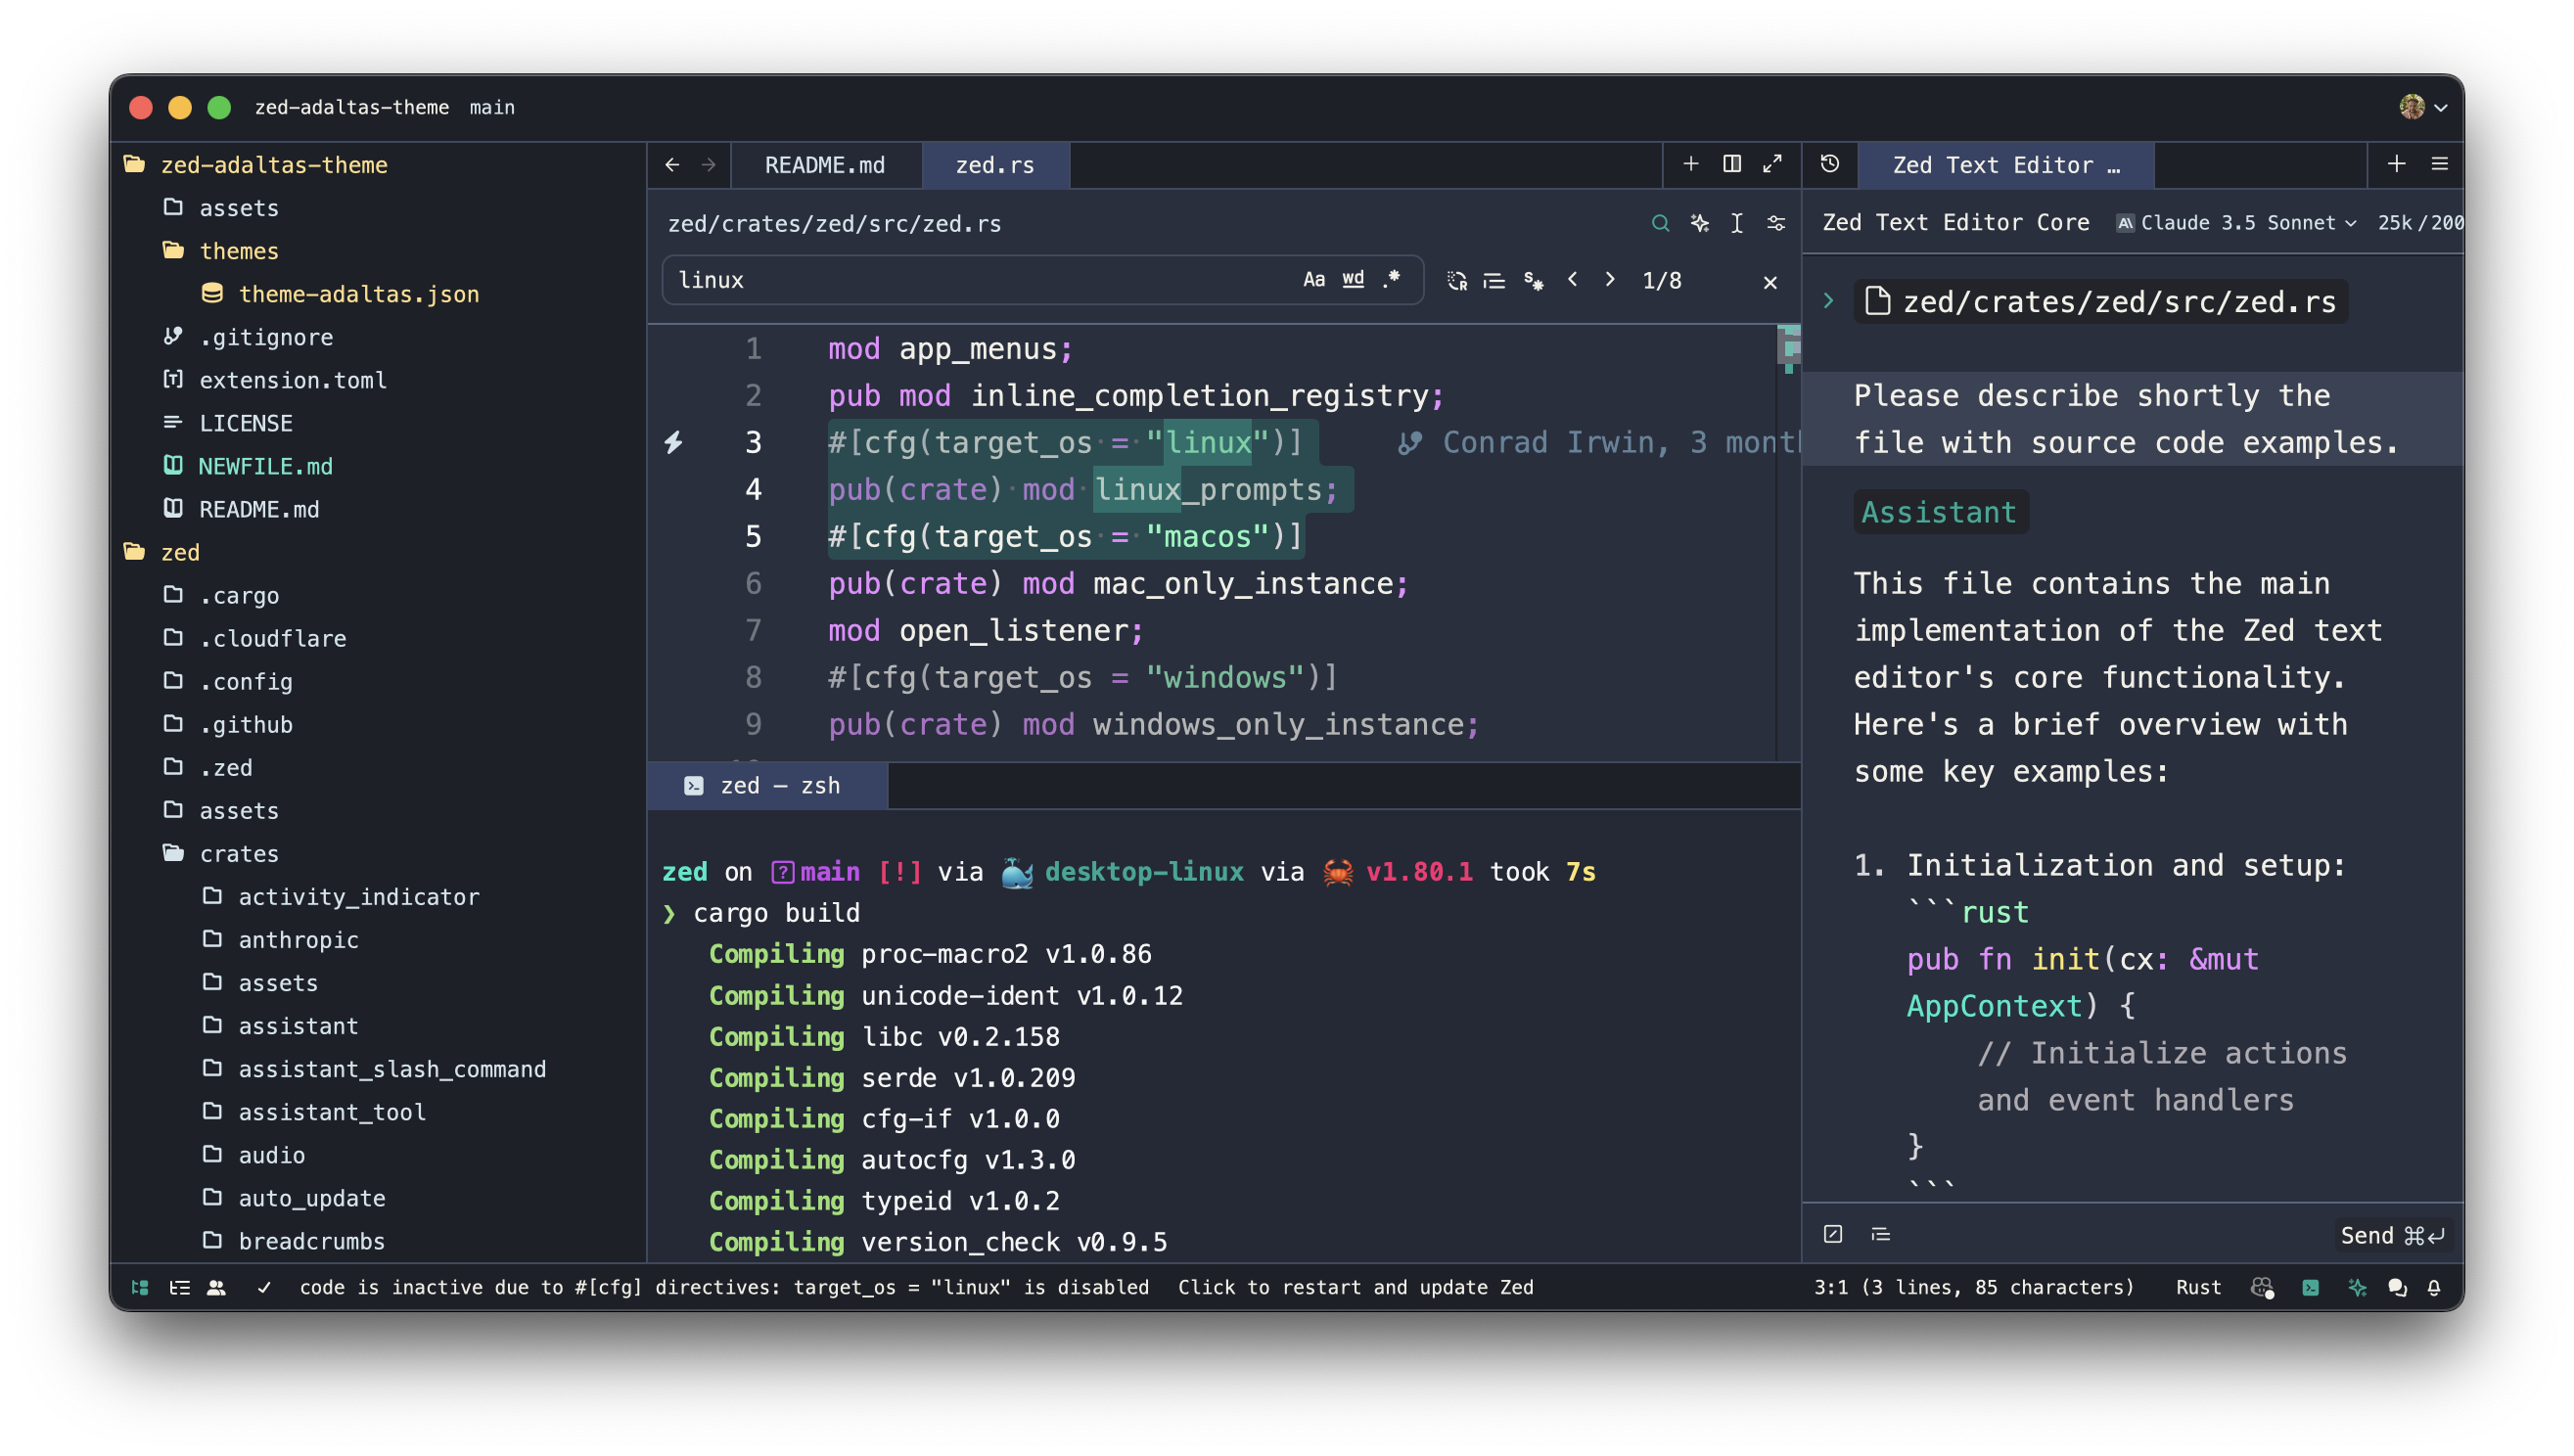 zed-adaltas-theme main
zed-adaltas-theme
assets
themes
theme-adaltas.json
.gitignore
extension.toml
LICENSE
NEWFILE.md
README.md
zed
.cargo
.cloudflare
.config
.github
.zed
assets
crates
activity_indicator
anthropic
assets
assistant
assistant_slash_command
assistant_tool
audio
auto_update
breadcrumbs
README.md zed.rs
zed/crates/zed/src/zed.rs
linux Aa wd .* 1/8
1 mod app_menus;
2 pub mod inline_completion_registry;
3 #[cfg(target_os = "linux")] Conrad Irwin, 3 mont
4 pub(crate) mod linux_prompts;
5 #[cfg(target_os = "macos")]
6 pub(crate) mod mac_only_instance;
7 mod open_listener;
8 #[cfg(target_os = "windows")]
9 pub(crate) mod windows_only_instance;
zed — zsh
zed on main [!] via desktop-linux via v1.80.1 took 7s
❯ cargo build
Compiling proc-macro2 v1.0.86
Compiling unicode-ident v1.0.12
Compiling libc v0.2.158
Compiling serde v1.0.209
Compiling cfg-if v1.0.0
Compiling autocfg v1.3.0
Compiling typeid v1.0.2
Compiling version_check v0.9.5
Zed Text Editor …
Zed Text Editor Core Claude 3.5 Sonnet 25k/200
zed/crates/zed/src/zed.rs
Please describe shortly the
file with source code examples.
Assistant
This file contains the main
implementation of the Zed text
editor's core functionality.
Here's a brief overview with
some key examples:
1. Initialization and setup:
```rust
pub fn init(cx: &mut
AppContext) {
// Initialize actions
and event handlers
}
```
Send ⌘↵
code is inactive due to #[cfg] directives: target_os = "linux" is disabled Click to restart and update Zed 3:1 (3 lines, 85 characters) Rust